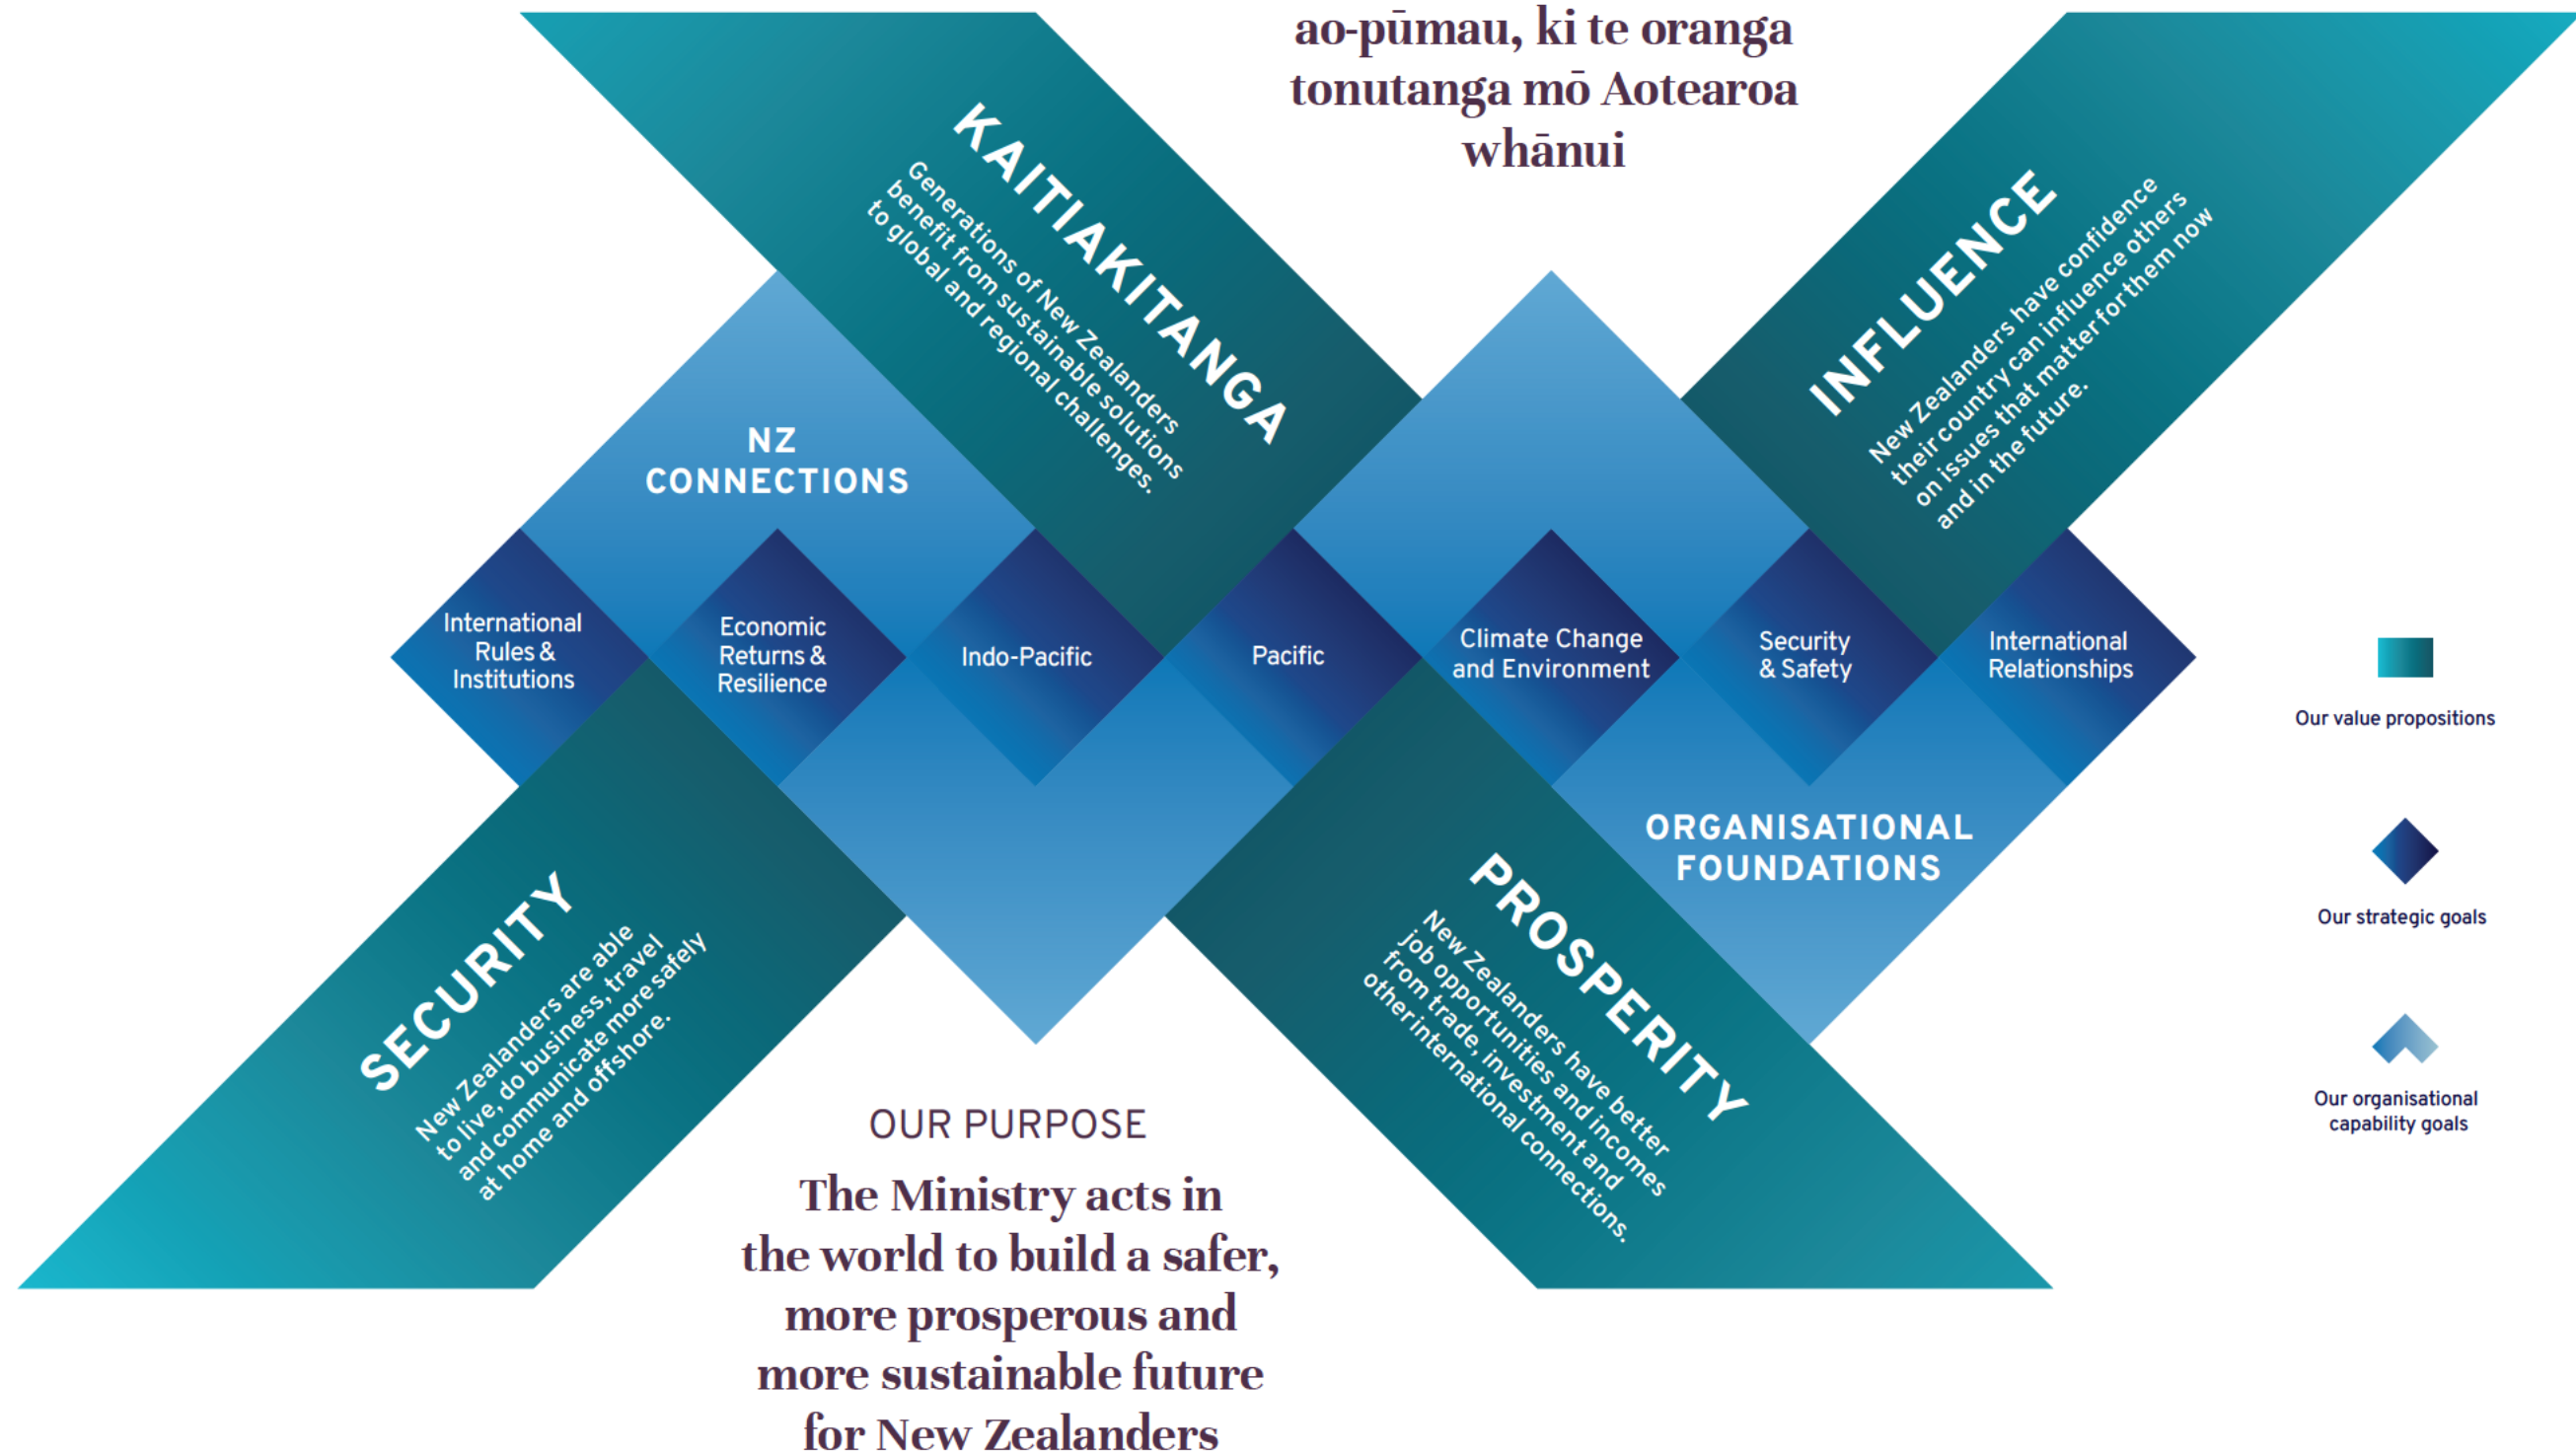 ao-pūmau, ki te oranga
tonutanga mō Aotearoa
whānui
KAITIAKITANGA
Generations of New Zealanders
benefit from sustainable solutions
to global and regional challenges.
INFLUENCE
New Zealanders have confidence
their country can influence others
on issues that matter for them now
and in the future.
NZ
CONNECTIONS
International
Rules &
Institutions
Economic
Returns &
Resilience
Indo-Pacific
Pacific
Climate Change
and Environment
Security
& Safety
International
Relationships
Our value propositions
Our strategic goals
Our organisational
capability goals
ORGANISATIONAL
FOUNDATIONS
SECURITY
New Zealanders are able
to live, do business, travel
and communicate more safely
at home and offshore.
PROSPERITY
New Zealanders have better
job opportunities and incomes
from trade, investment and
other international connections.
OUR PURPOSE
The Ministry acts in
the world to build a safer,
more prosperous and
more sustainable future
for New Zealanders